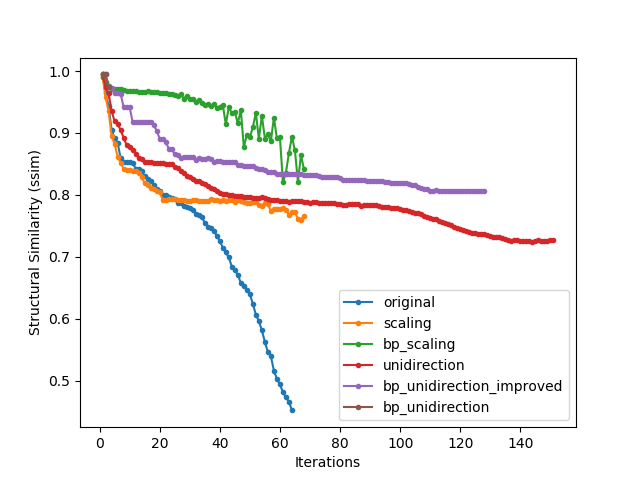 1.0
0.9
0.8
0.7
0.6
0.5
Structural Similarity (ssim)
0 20 40 60 80 100 120 140
Iterations
original
scaling
bp_scaling
unidirection
bp_unidirection_improved
bp_unidirection